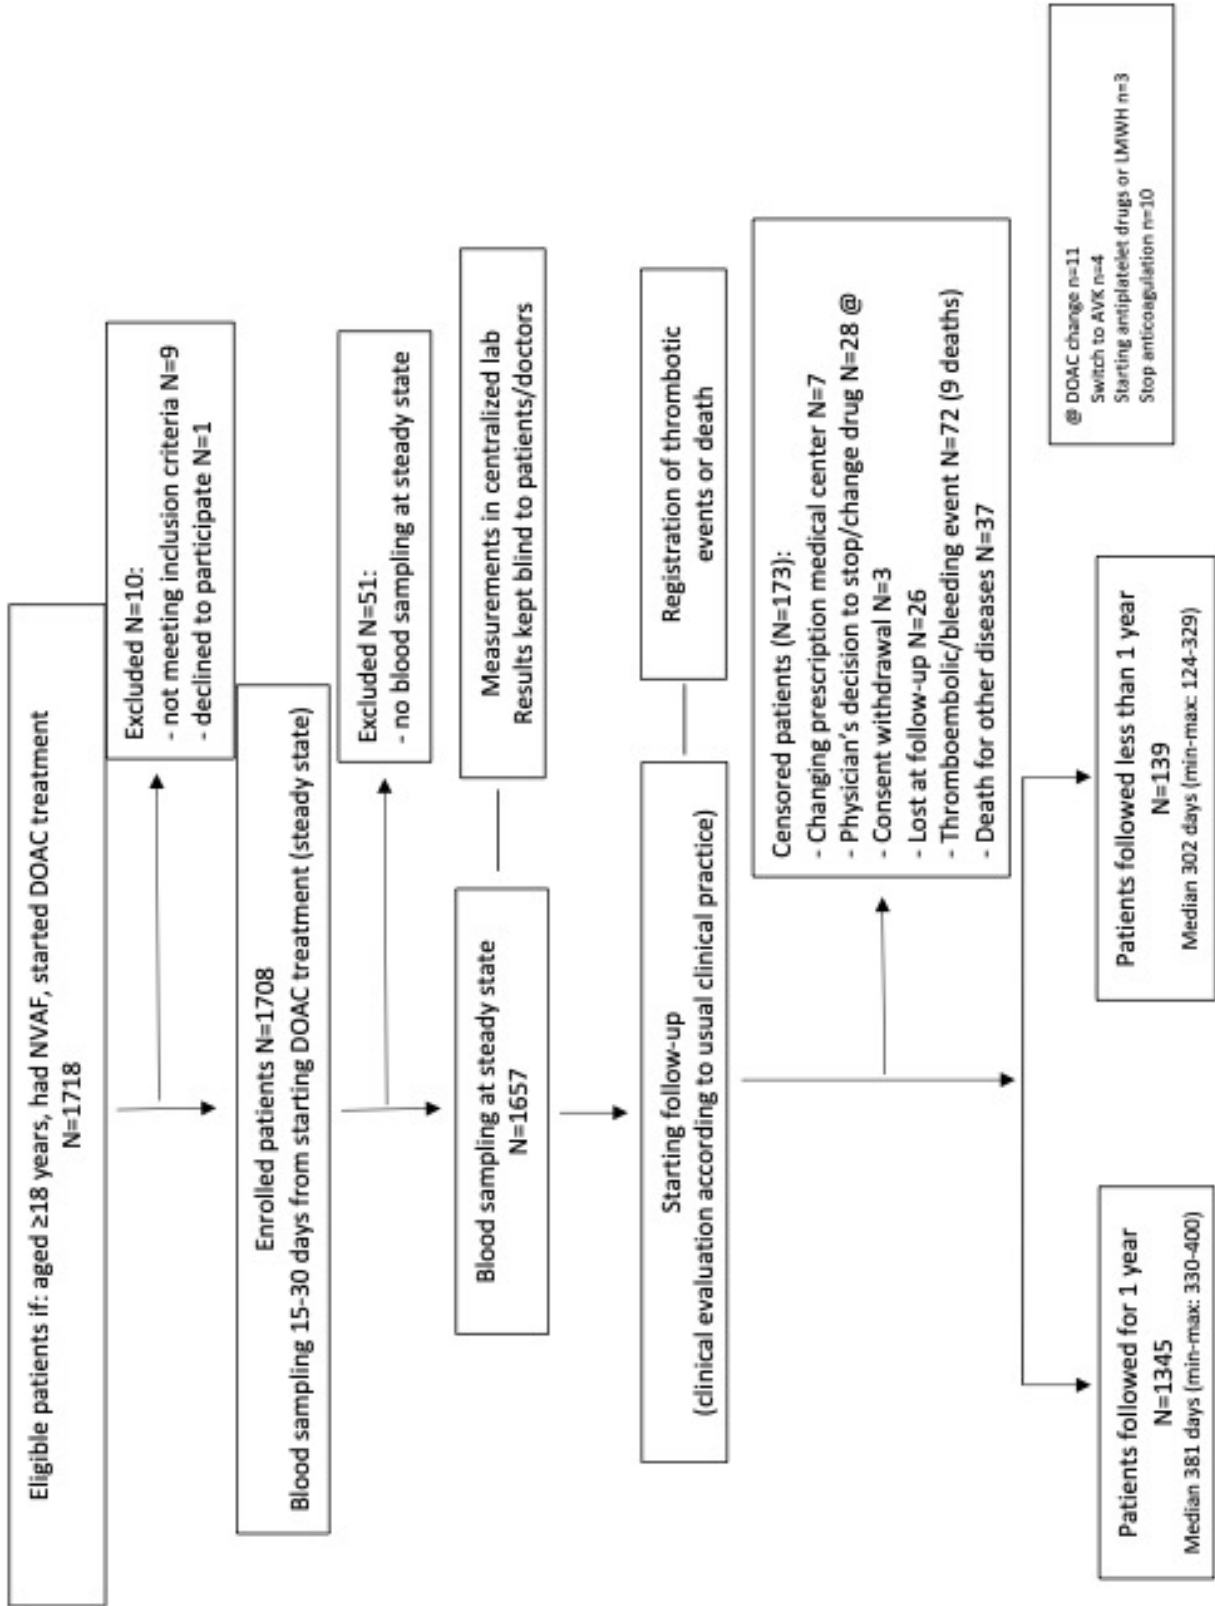 Eligible patients if: aged ≥18 years, had NVAF, started DOAC treatment
N=1718
Excluded N=10:
- not meeting inclusion criteria N=9
- declined to participate N=1
Enrolled patients N=1708
Blood sampling 15-30 days from starting DOAC treatment (steady state)
Excluded N=51:
- no blood sampling at steady state
Blood sampling at steady state
N=1657
Measurements in centralized lab
Results kept blind to patients/doctors
Starting follow-up
(clinical evaluation according to usual clinical practice)
Registration of thrombotic
events or death
Censored patients (N=173):
- Changing prescription medical center N=7
- Physician's decision to stop/change drug N=28 @
- Consent withdrawal N=3
- Lost at follow-up N=26
- Thromboembolic/bleeding event N=72 (9 deaths)
- Death for other diseases N=37
Patients followed for 1 year
N=1345
Median 381 days (min-max: 330-400)
Patients followed less than 1 year
N=139
Median 302 days (min-max: 124-329)
@ DOAC change n=11
Switch to AVK n=4
Starting antiplatelet drugs or LMWH n=3
Stop anticoagulation n=10